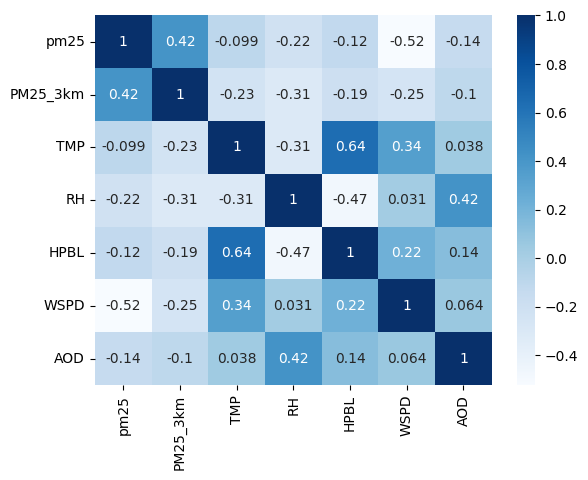 pm25 1 0.42 -0.099 -0.22 -0.12 -0.52 -0.14
PM25_3km 0.42 1 -0.23 -0.31 -0.19 -0.25 -0.1
TMP -0.099 -0.23 1 -0.31 0.64 0.34 0.038
RH -0.22 -0.31 -0.31 1 -0.47 0.031 0.42
HPBL -0.12 -0.19 0.64 -0.47 1 0.22 0.14
WSPD -0.52 -0.25 0.34 0.031 0.22 1 0.064
AOD -0.14 -0.1 0.038 0.42 0.14 0.064 1
pm25 PM25_3km TMP RH HPBL WSPD AOD
1.0
0.8
0.6
0.4
0.2
0.0
−0.2
−0.4